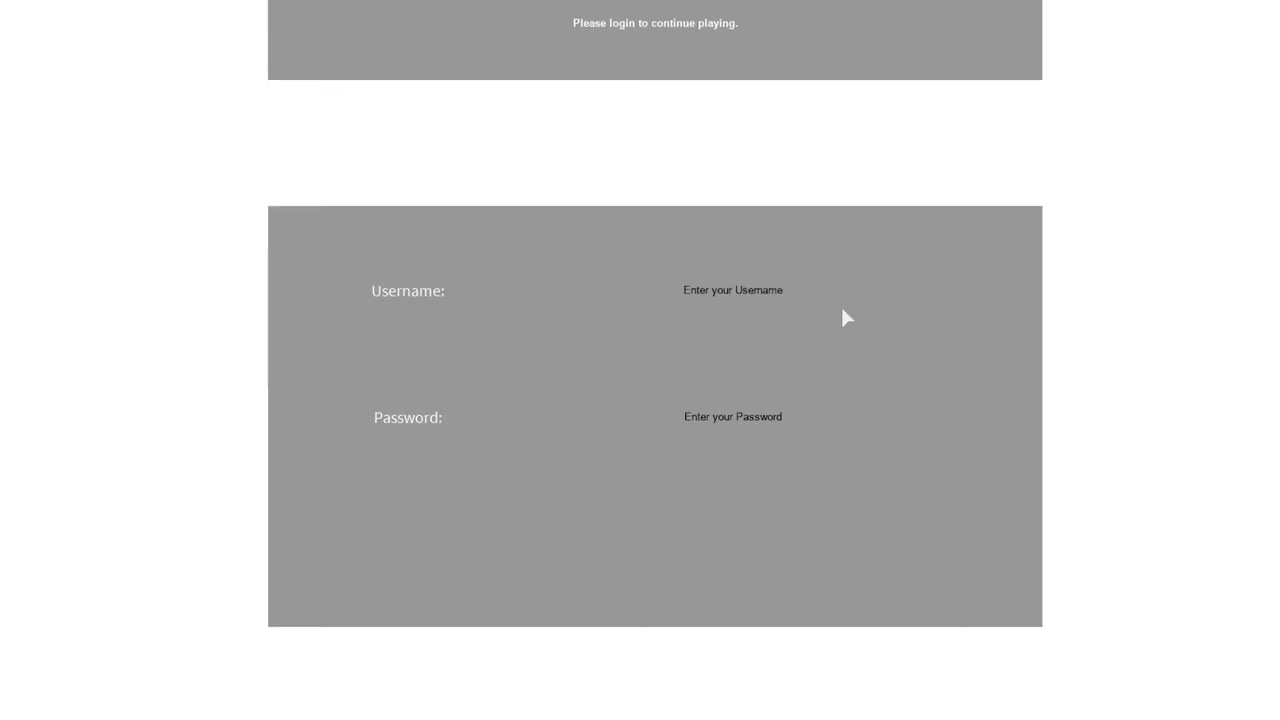 Please login to continue playing.
Username:
Enter your Username
Password:
Enter your Password